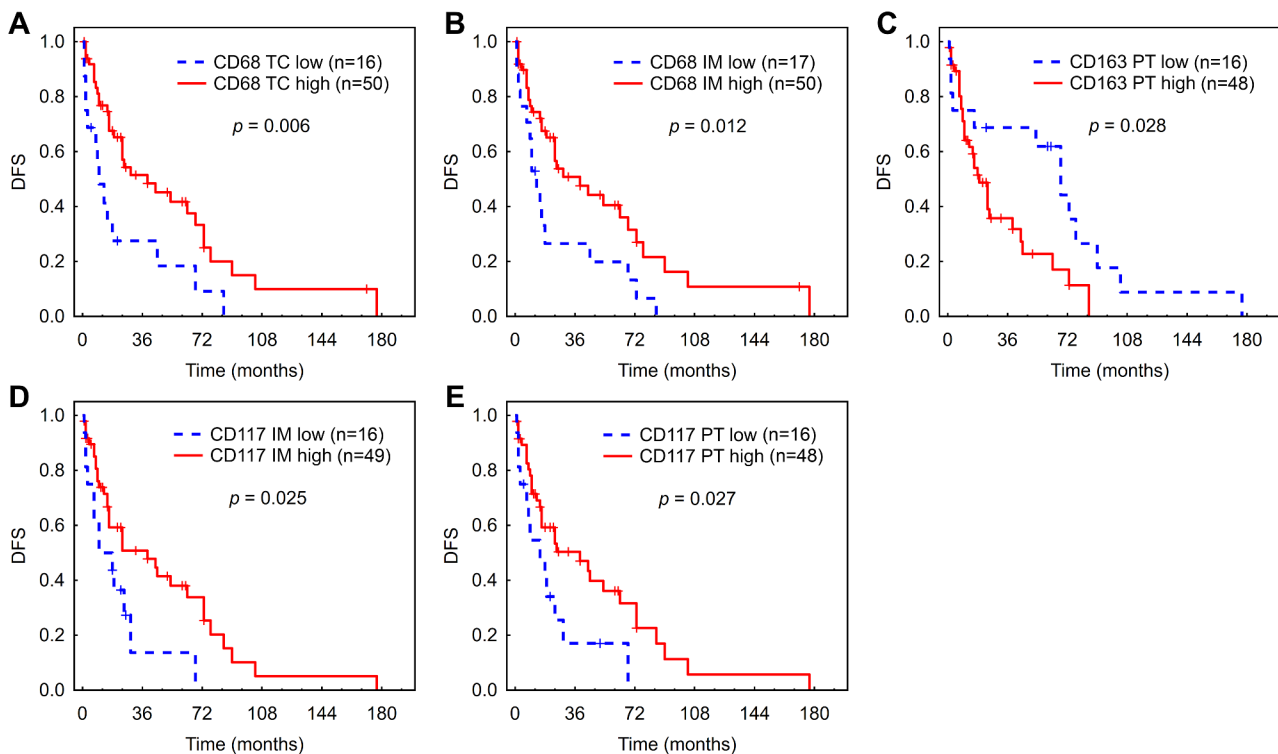 A
CD68 TC low (n=16)
CD68 TC high (n=50)
p = 0.006
DFS
1.0
0.8
0.6
0.4
0.2
0.0
0 36 72 108 144 180
Time (months)
B
CD68 IM low (n=17)
CD68 IM high (n=50)
p = 0.012
DFS
1.0
0.8
0.6
0.4
0.2
0.0
0 36 72 108 144 180
Time (months)
C
CD163 PT low (n=16)
CD163 PT high (n=48)
p = 0.028
DFS
1.0
0.8
0.6
0.4
0.2
0.0
0 36 72 108 144 180
Time (months)
D
CD117 IM low (n=16)
CD117 IM high (n=49)
p = 0.025
DFS
1.0
0.8
0.6
0.4
0.2
0.0
0 36 72 108 144 180
Time (months)
E
CD117 PT low (n=16)
CD117 PT high (n=48)
p = 0.027
DFS
1.0
0.8
0.6
0.4
0.2
0.0
0 36 72 108 144 180
Time (months)